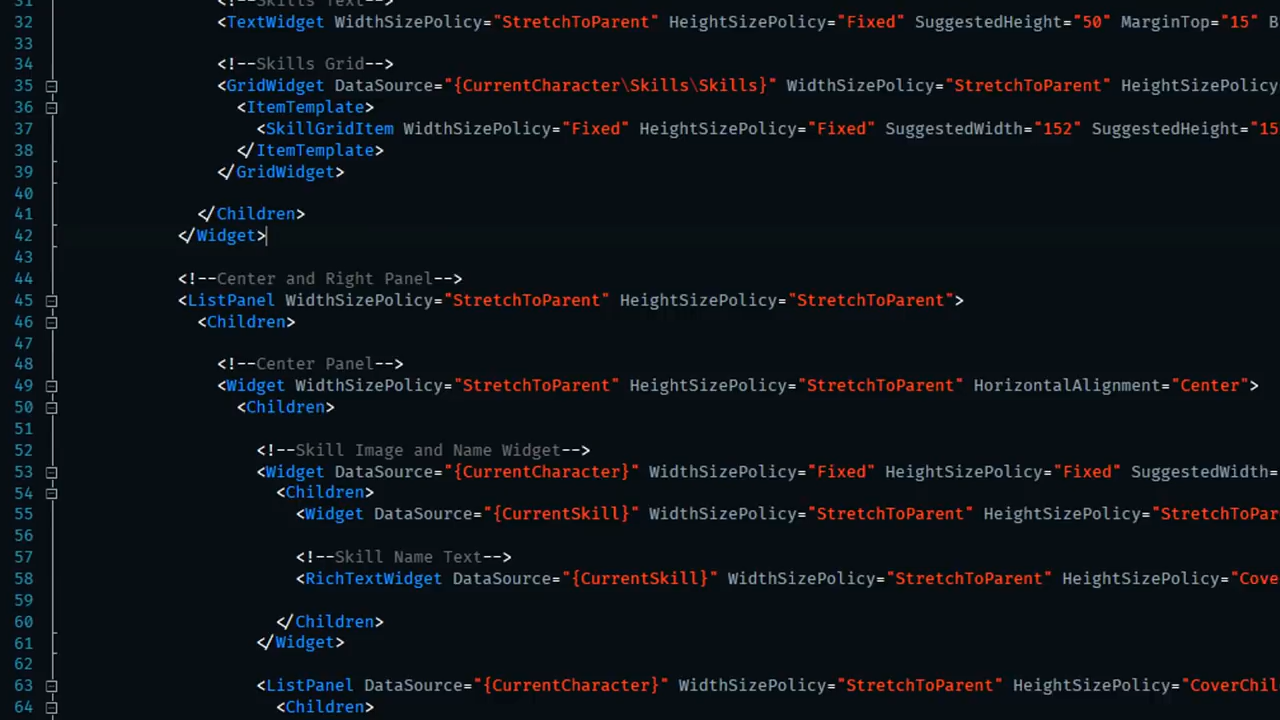 31 <!--Skills Text-->
32 <TextWidget WidthSizePolicy="StretchToParent" HeightSizePolicy="Fixed" SuggestedHeight="50" MarginTop="15" B
33
34 <!--Skills Grid-->
35 <GridWidget DataSource="{CurrentCharacter\Skills\Skills}" WidthSizePolicy="StretchToParent" HeightSizePolicy
36 <ItemTemplate>
37 <SkillGridItem WidthSizePolicy="Fixed" HeightSizePolicy="Fixed" SuggestedWidth="152" SuggestedHeight="15
38 </ItemTemplate>
39 </GridWidget>
40
41 </Children>
42 </Widget>
43
44 <!--Center and Right Panel-->
45 <ListPanel WidthSizePolicy="StretchToParent" HeightSizePolicy="StretchToParent">
46 <Children>
47
48 <!--Center Panel-->
49 <Widget WidthSizePolicy="StretchToParent" HeightSizePolicy="StretchToParent" HorizontalAlignment="Center">
50 <Children>
51
52 <!--Skill Image and Name Widget-->
53 <Widget DataSource="{CurrentCharacter}" WidthSizePolicy="Fixed" HeightSizePolicy="Fixed" SuggestedWidth=
54 <Children>
55 <Widget DataSource="{CurrentSkill}" WidthSizePolicy="StretchToParent" HeightSizePolicy="StretchToPar
56
57 <!--Skill Name Text-->
58 <RichTextWidget DataSource="{CurrentSkill}" WidthSizePolicy="StretchToParent" HeightSizePolicy="Cove
59
60 </Children>
61 </Widget>
62
63 <ListPanel DataSource="{CurrentCharacter}" WidthSizePolicy="StretchToParent" HeightSizePolicy="CoverChil
64 <Children>